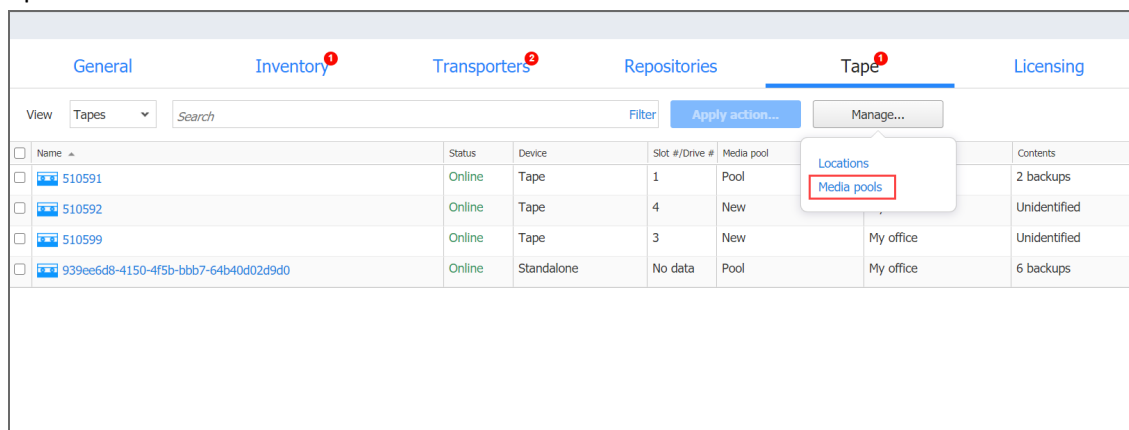 General Inventory 1 Transporters 2 Repositories Tape 1 Licensing
View Tapes Search Filter Apply action... Manage...
Name Status Device Slot #/Drive # Media pool Contents
Locations
Media pools
510591 Online Tape 1 Pool 2 backups
510592 Online Tape 4 New Unidentified
510599 Online Tape 3 New My office Unidentified
939ee6d8-4150-4f5b-bbb7-64b40d02d9d0 Online Standalone No data Pool My office 6 backups